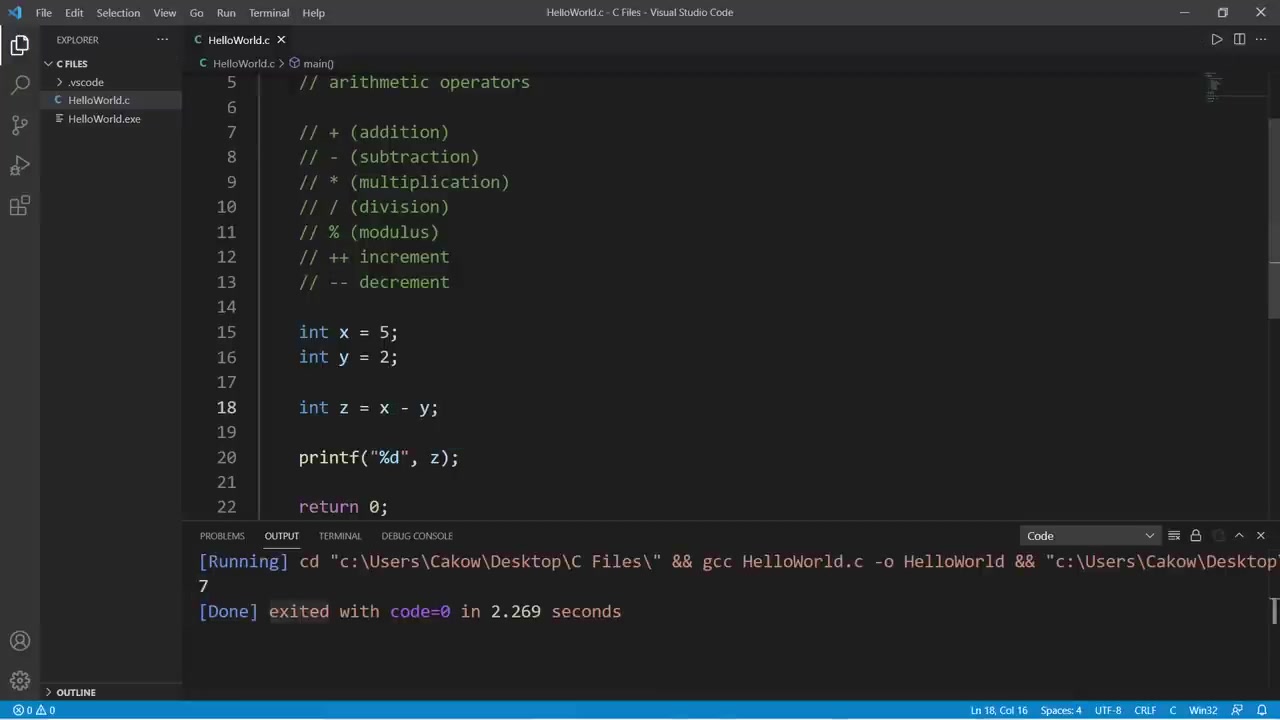 File Edit Selection View Go Run Terminal Help
HelloWorld.c - C Files - Visual Studio Code
EXPLORER
HelloWorld.c
C FILES
HelloWorld.c > main()
.vscode
HelloWorld.c
HelloWorld.exe
5 // arithmetic operators
6
7 // + (addition)
8 // - (subtraction)
9 // * (multiplication)
10 // / (division)
11 // % (modulus)
12 // ++ increment
13 // -- decrement
14
15 int x = 5;
16 int y = 2;
17
18 int z = x - y;
19
20 printf("%d", z);
21
22 return 0;
PROBLEMS OUTPUT TERMINAL DEBUG CONSOLE
Code
[Running] cd "c:\Users\Cakow\Desktop\C Files\" && gcc HelloWorld.c -o HelloWorld && "c:\Users\Cakow\Desktop
7
[Done] exited with code=0 in 2.269 seconds
OUTLINE
0 0
Ln 18, Col 16 Spaces: 4 UTF-8 CRLF C Win32